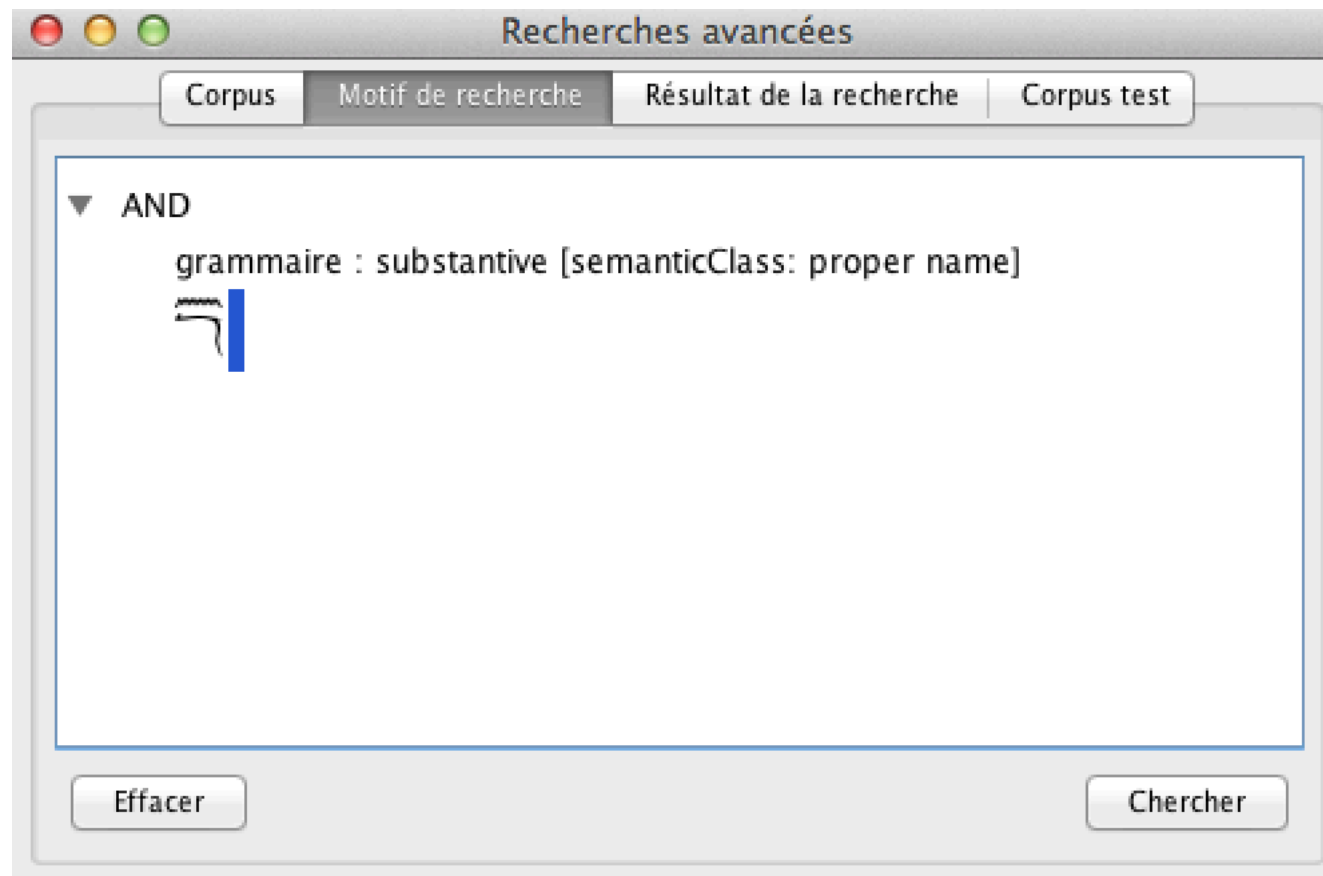 Recherches avancées
Corpus Motif de recherche Résultat de la recherche Corpus test
AND
grammaire : substantive [semanticClass: proper name]
𓈖
Effacer Chercher